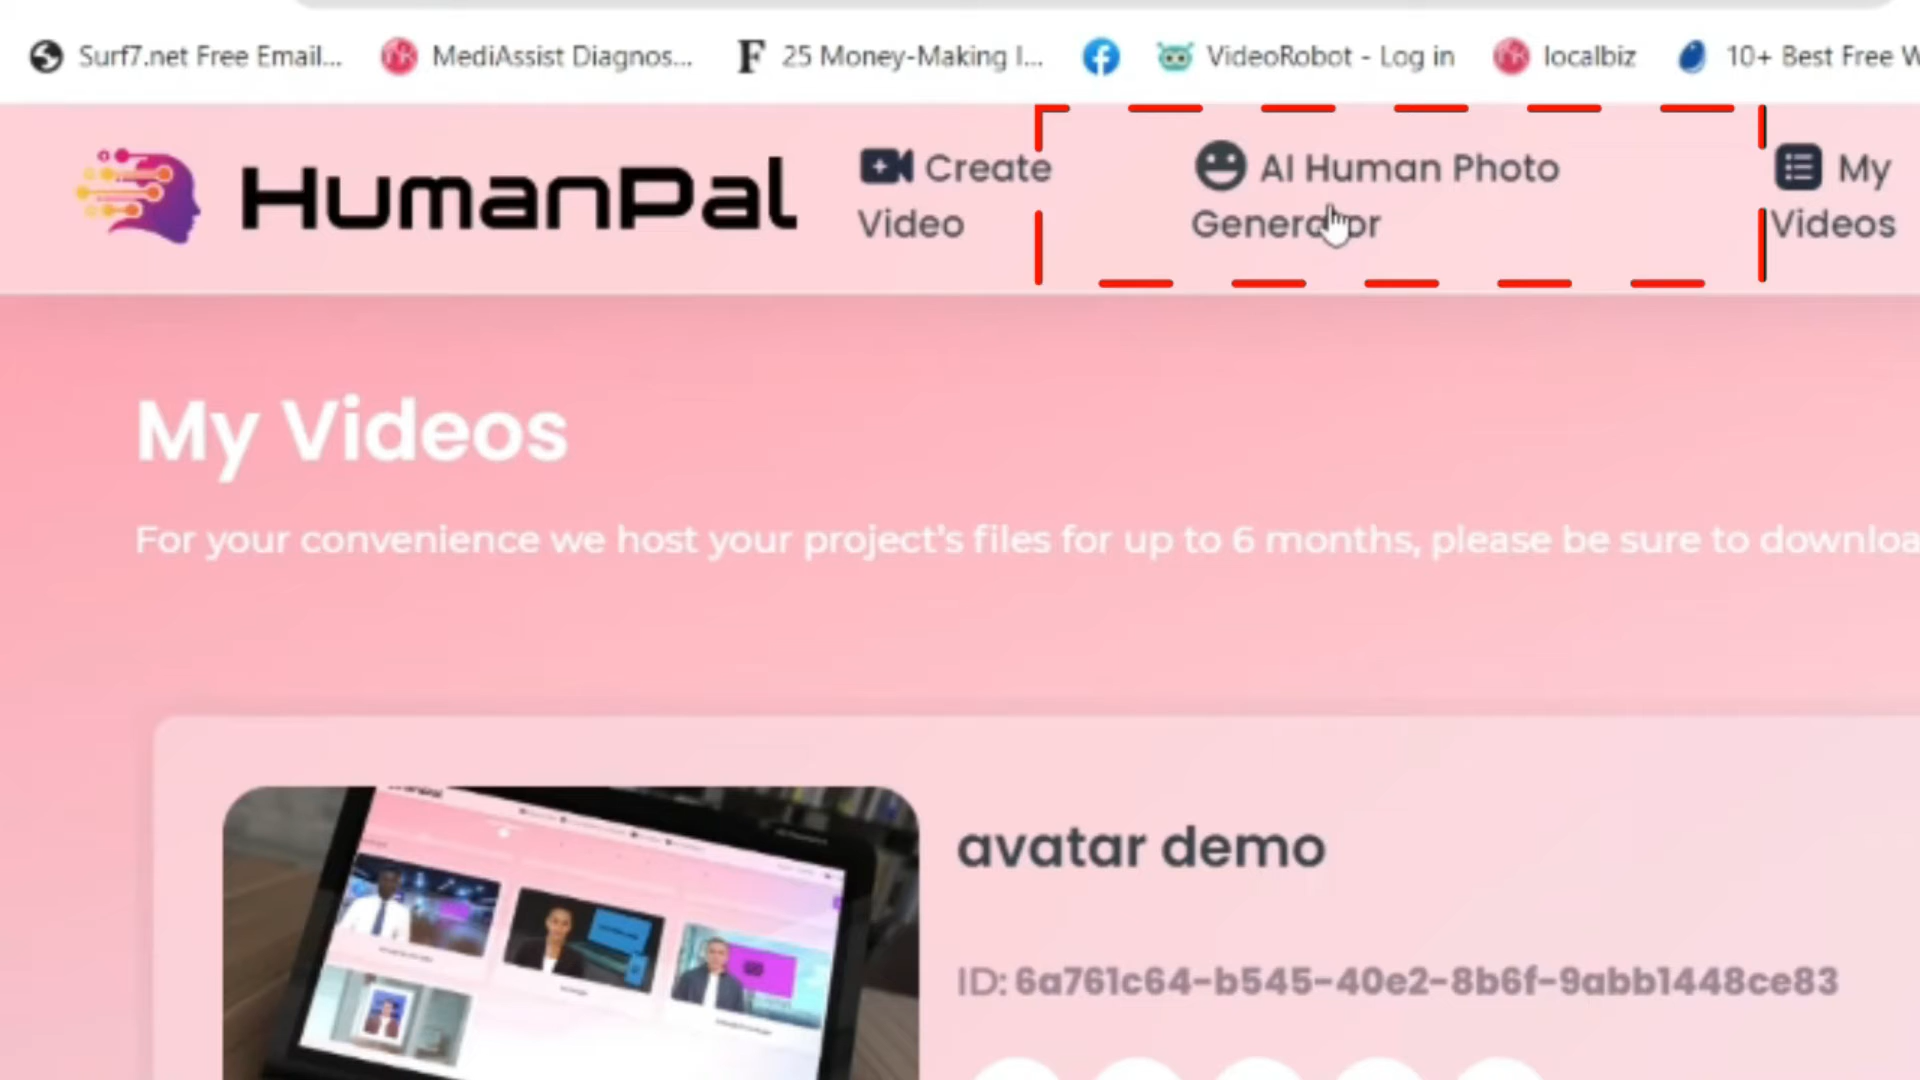 Surf7.net Free Email... MediAssist Diagnos... 25 Money-Making I... VideoRobot - Log in localbiz 10+ Best Free W
HumanPal Create Video AI Human Photo Generator My Videos
My Videos
For your convenience we host your project's files for up to 6 months, please be sure to downloa
avatar demo
ID: 6a761c64-b545-40e2-8b6f-9abb1448ce83